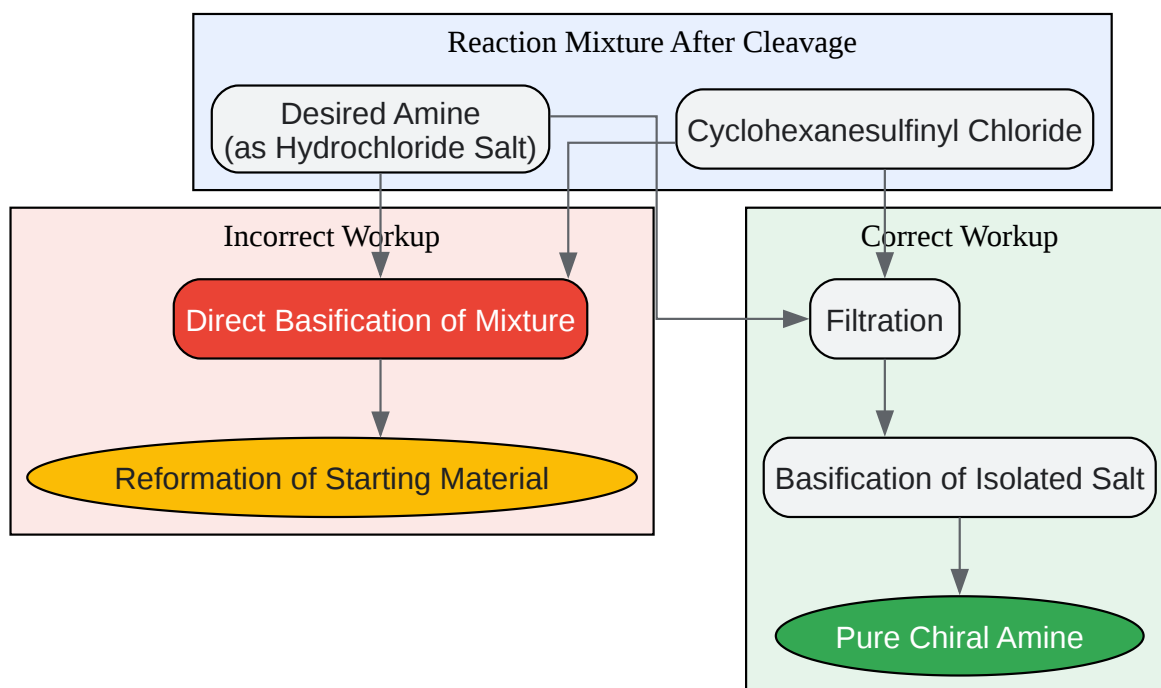 Reaction Mixture After Cleavage
Desired Amine
(as Hydrochloride Salt)
Cyclohexanesulfinyl Chloride
Incorrect Workup
Direct Basification of Mixture
Reformation of Starting Material
Correct Workup
Filtration
Basification of Isolated Salt
Pure Chiral Amine